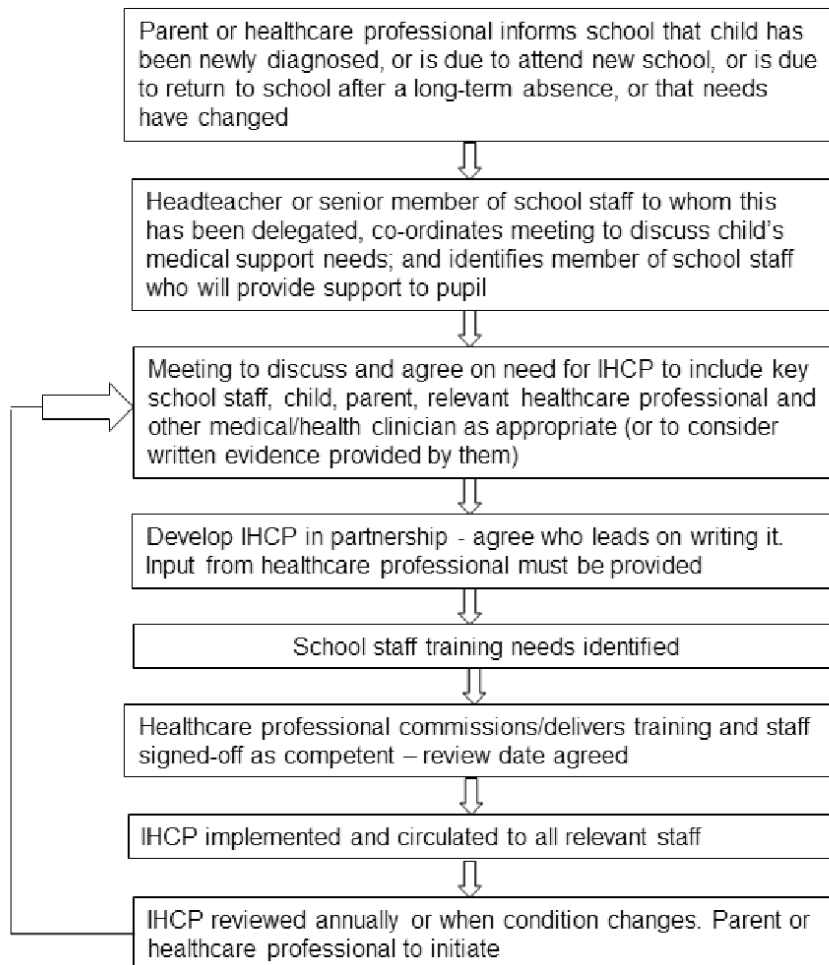 Parent or healthcare professional informs school that child has
been newly diagnosed, or is due to attend new school, or is due
to return to school after a long-term absence, or that needs
have changed
Headteacher or senior member of school staff to whom this
has been delegated, co-ordinates meeting to discuss child's
medical support needs; and identifies member of school staff
who will provide support to pupil
Meeting to discuss and agree on need for IHCP to include key
school staff, child, parent, relevant healthcare professional and
other medical/health clinician as appropriate (or to consider
written evidence provided by them)
Develop IHCP in partnership - agree who leads on writing it.
Input from healthcare professional must be provided
School staff training needs identified
Healthcare professional commissions/delivers training and staff
signed-off as competent – review date agreed
IHCP implemented and circulated to all relevant staff
IHCP reviewed annually or when condition changes. Parent or
healthcare professional to initiate